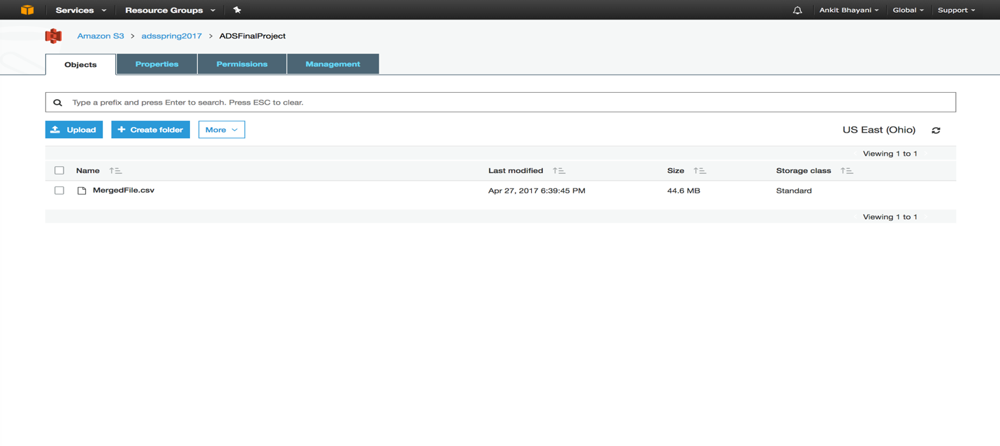 Services Resource Groups Ankit Bhayani Global Support
Amazon S3 > adsspring2017 > ADSFinalProject
Objects Properties Permissions Management
Type a prefix and press Enter to search. Press ESC to clear.
Upload + Create folder More US East (Ohio)
Viewing 1 to 1
Name Last modified Size Storage class
MergedFile.csv Apr 27, 2017 6:39:45 PM 44.6 MB Standard
Viewing 1 to 1